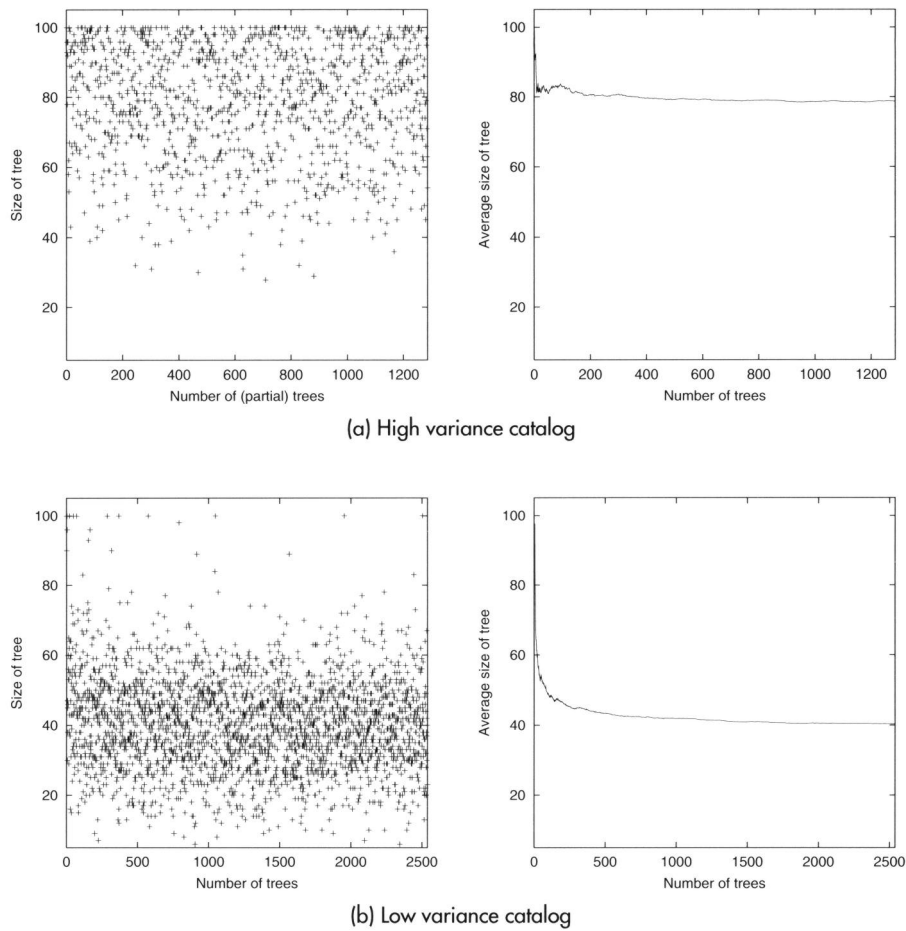 100
80
60
40
20
Size of tree
0 200 400 600 800 1000 1200
Number of (partial) trees
100
80
60
40
20
Average size of tree
0 200 400 600 800 1000 1200
Number of trees
(a) High variance catalog
100
80
60
40
20
Size of tree
0 500 1000 1500 2000 2500
Number of trees
100
80
60
40
20
Average size of tree
0 500 1000 1500 2000 2500
Number of trees
(b) Low variance catalog